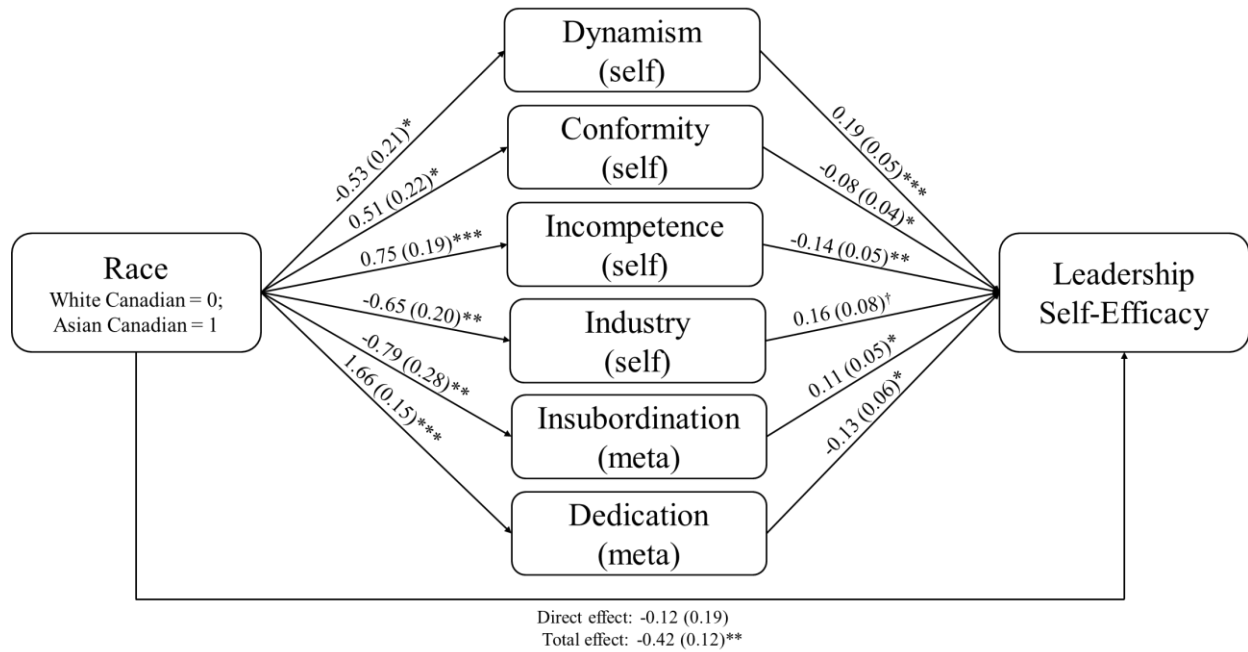 Dynamism
(self)
Conformity
(self)
Incompetence
(self)
Industry
(self)
Insubordination
(meta)
Dedication
(meta)
Race
White Canadian = 0;
Asian Canadian = 1
Leadership
Self-Efficacy
-0.53 (0.21)*
0.51 (0.22)*
0.75 (0.19)***
-0.65 (0.20)**
-0.79 (0.28)**
1.66 (0.15)***
0.19 (0.05)***
-0.08 (0.04)*
-0.14 (0.05)**
0.16 (0.08)†
0.11 (0.05)*
-0.13 (0.06)*
Direct effect: -0.12 (0.19)
Total effect: -0.42 (0.12)**